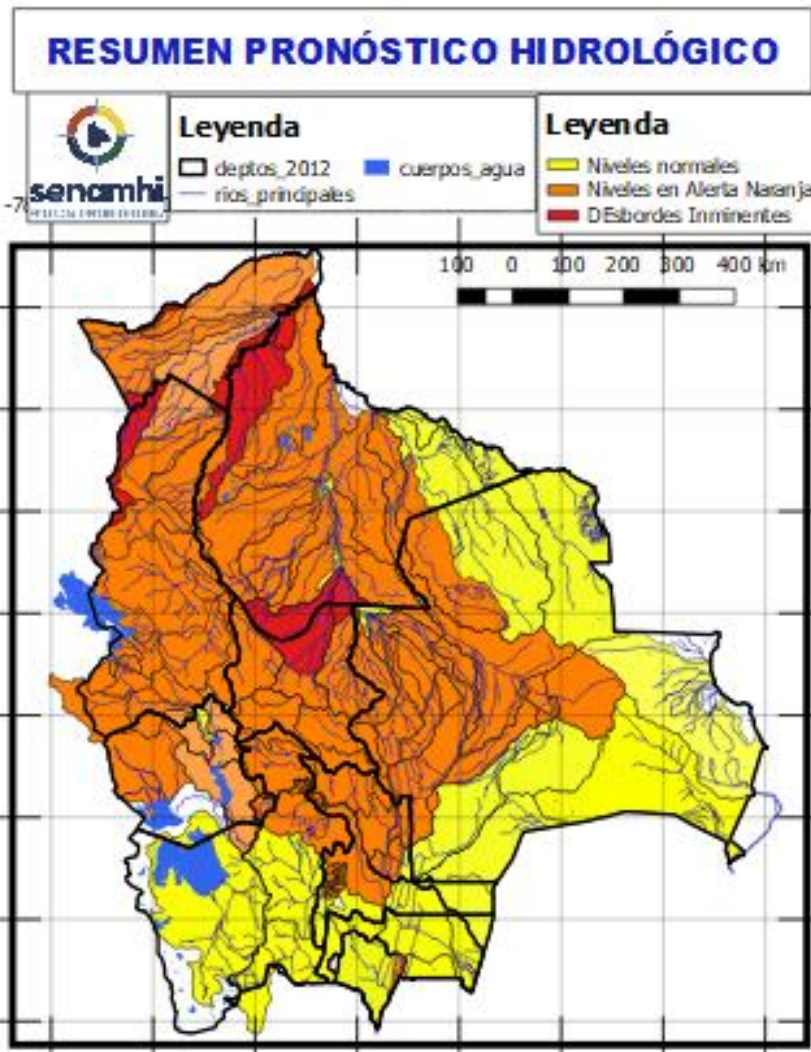 RESUMEN PRONÓSTICO HIDROLÓGICO
senamhi
Leyenda
deptos_2012
cuerpos_agua
rios_principales
Leyenda
Niveles normales
Niveles en Alerta Naranja
DEsbordes Inminentes
100 0 100 200 300 400 km